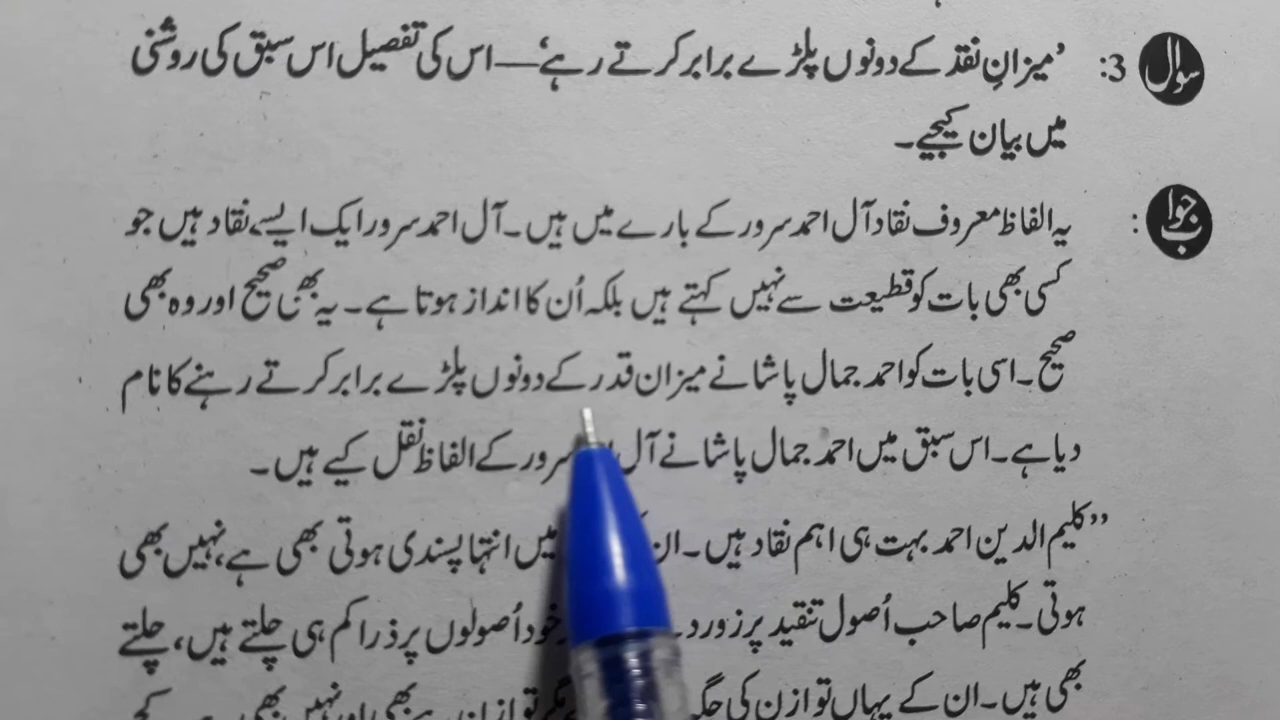 سوال 3: ’میزانِ نقد کے دونوں پلڑے برابر کرتے رہے‘—اس کی تفصیل اس سبق کی روشنی
میں بیان کیجیے۔
جواب : یہ الفاظ معروف نقاد آل احمد سرور کے بارے میں ہیں۔ آل احمد سرور ایک ایسے نقاد ہیں جو
کسی بھی بات کو قطیعت سے نہیں کہتے ہیں بلکہ اُن کا انداز ہوتا ہے۔ یہ بھی صحیح اور وہ بھی
صحیح۔ اسی بات کو احمد جمال پاشا نے میزان قدر کے دونوں پلڑے برابر کرتے رہنے کا نام
دیا ہے۔ اس سبق میں احمد جمال پاشا نے آل سرور کے الفاظ نقل کیے ہیں۔
”کلیم الدین احمد بہت ہی اہم نقاد ہیں۔ ان میں انتہا پسندی ہوتی بھی ہے، نہیں بھی
ہوتی۔ کلیم صاحب اُصول تنقید پر زور خود اُصولوں پر ذرا کم ہی چلتے ہیں، چلتے
بھی ہیں۔ ان کے یہاں توازن کی توازن بھی اور نہیں بھی